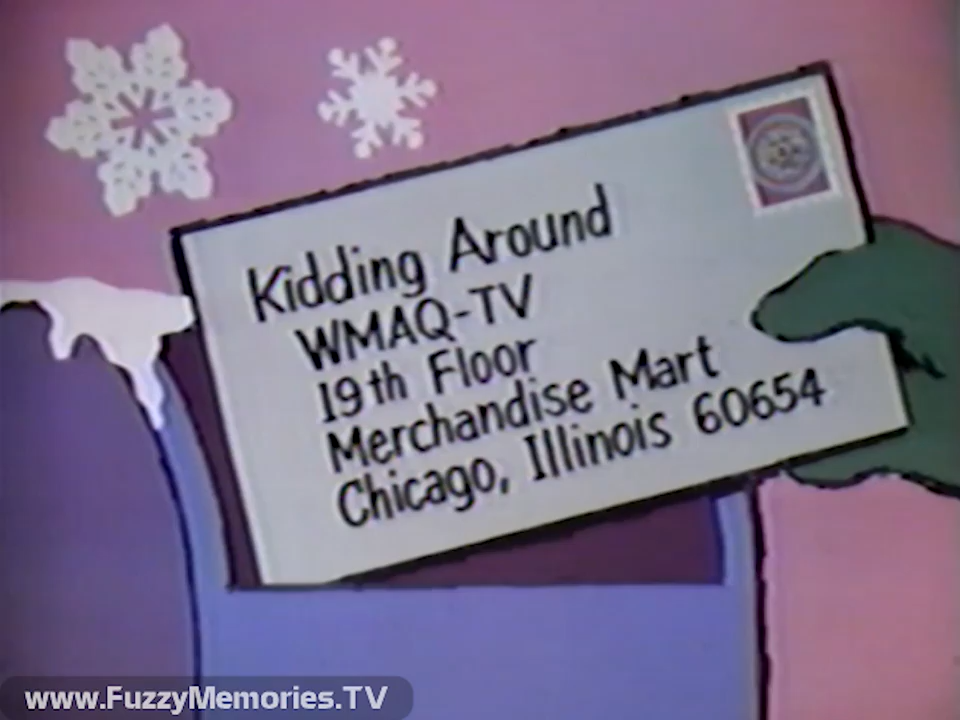 Kidding Around
WMAQ-TV
19th Floor
Merchandise Mart
Chicago, Illinois 60654
www.FuzzyMemories.TV